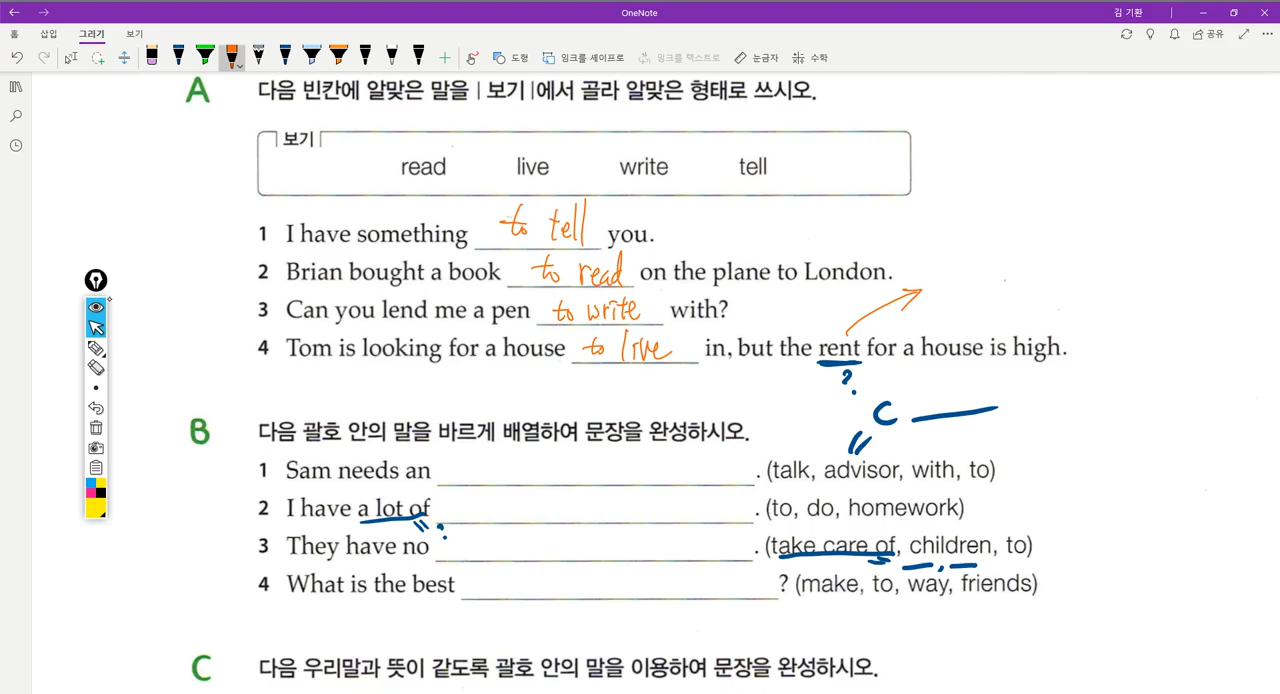 OneNote
김 기환
홈 삽입 그리기 보기
공유
도형 잉크를 셰이프로 잉크를 텍스트로 눈금자 수학
A 다음 빈칸에 알맞은 말을 | 보기 |에서 골라 알맞은 형태로 쓰시오.
보기
read live write tell
1 I have something to tell you.
2 Brian bought a book to read on the plane to London.
3 Can you lend me a pen to write with?
4 Tom is looking for a house to live in, but the rent for a house is high.
?
C
B 다음 괄호 안의 말을 바르게 배열하여 문장을 완성하시오.
1 Sam needs an . (talk, advisor, with, to)
2 I have a lot of . (to, do, homework)
3 They have no . (take care of, children, to)
4 What is the best ? (make, to, way, friends)
C 다음 우리말과 뜻이 같도록 괄호 안의 말을 이용하여 문장을 완성하시오.